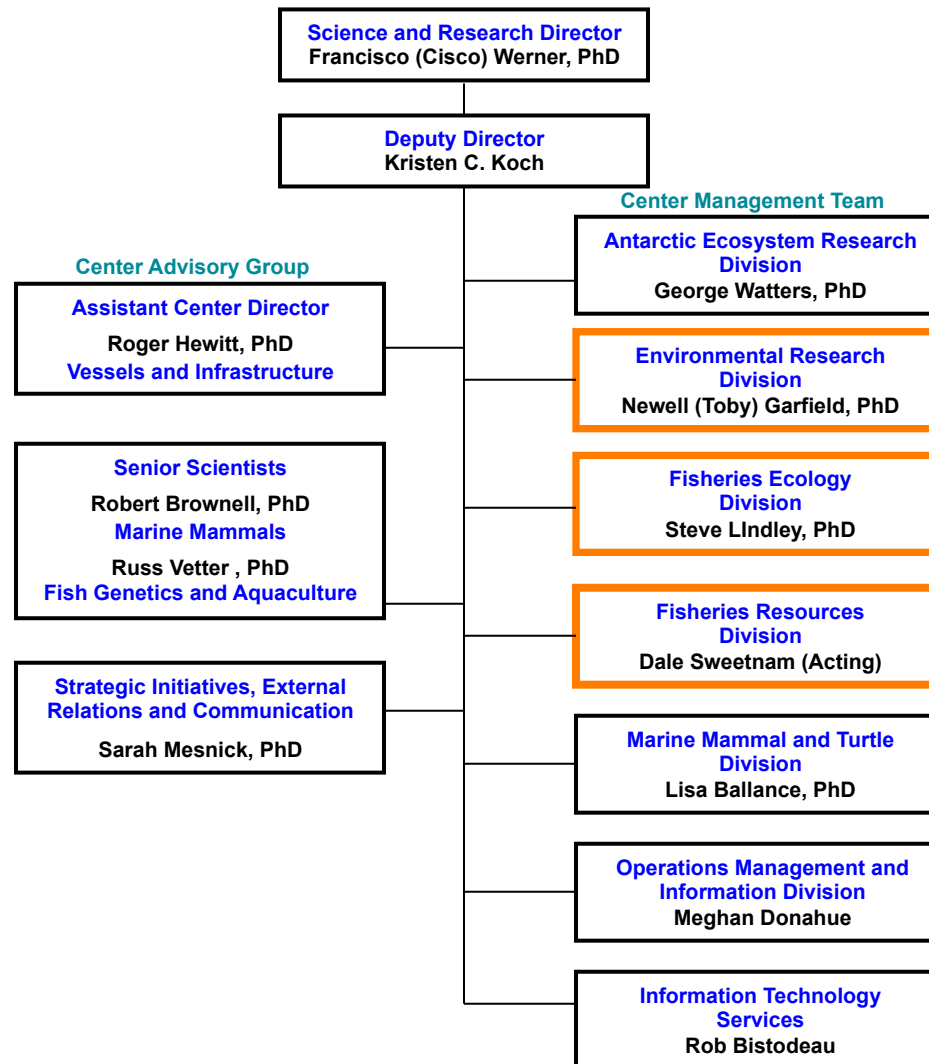 Science and Research Director
Francisco (Cisco) Werner, PhD
Deputy Director
Kristen C. Koch
Center Advisory Group
Assistant Center Director
Roger Hewitt, PhD
Vessels and Infrastructure
Senior Scientists
Robert Brownell, PhD
Marine Mammals
Russ Vetter , PhD
Fish Genetics and Aquaculture
Strategic Initiatives, External
Relations and Communication
Sarah Mesnick, PhD
Center Management Team
Antarctic Ecosystem Research
Division
George Watters, PhD
Environmental Research
Division
Newell (Toby) Garfield, PhD
Fisheries Ecology
Division
Steve LIndley, PhD
Fisheries Resources
Division
Dale Sweetnam (Acting)
Marine Mammal and Turtle
Division
Lisa Ballance, PhD
Operations Management and
Information Division
Meghan Donahue
Information Technology
Services
Rob Bistodeau